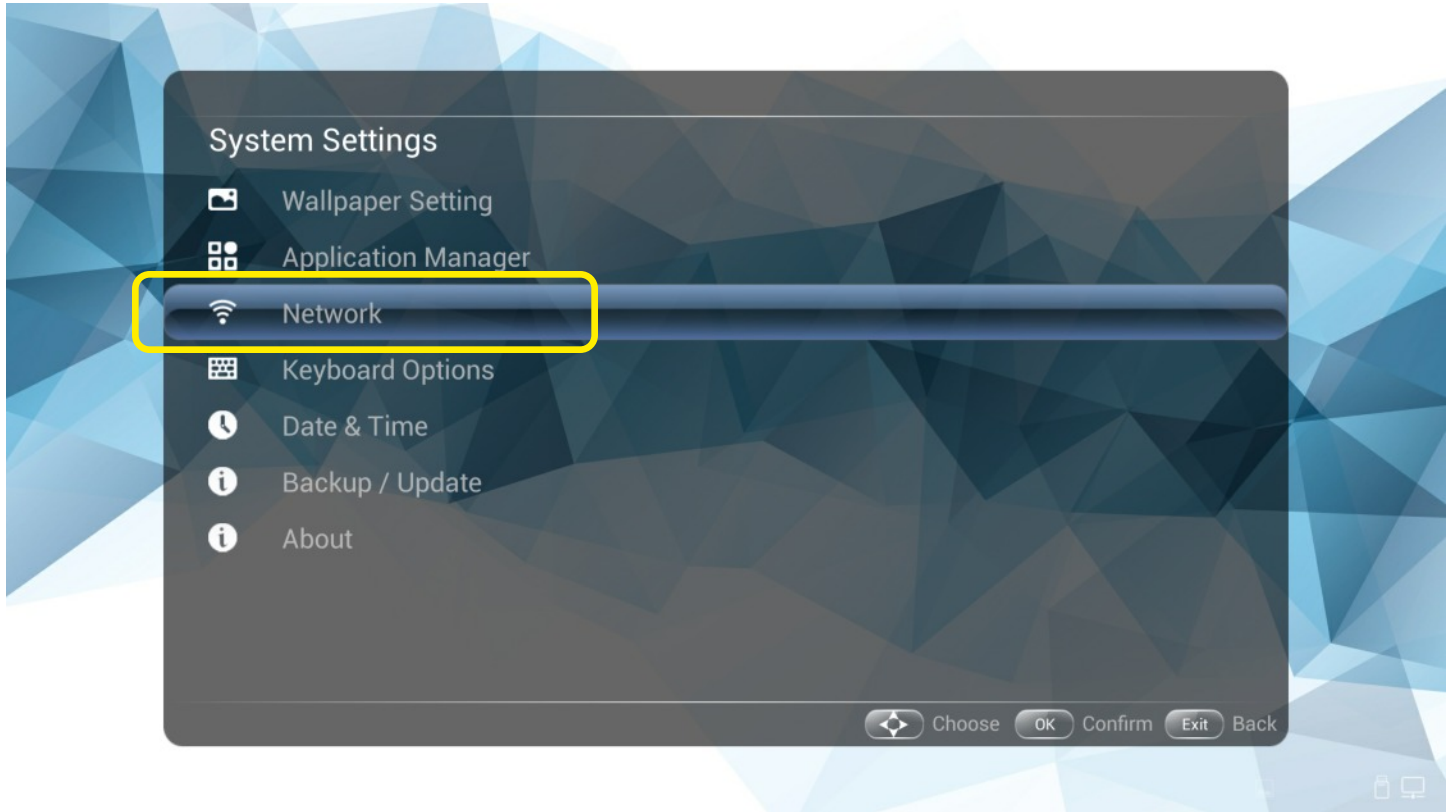 System Settings
Wallpaper Setting
Application Manager
Network
Keyboard Options
Date & Time
Backup / Update
About
Choose OK Confirm Exit Back